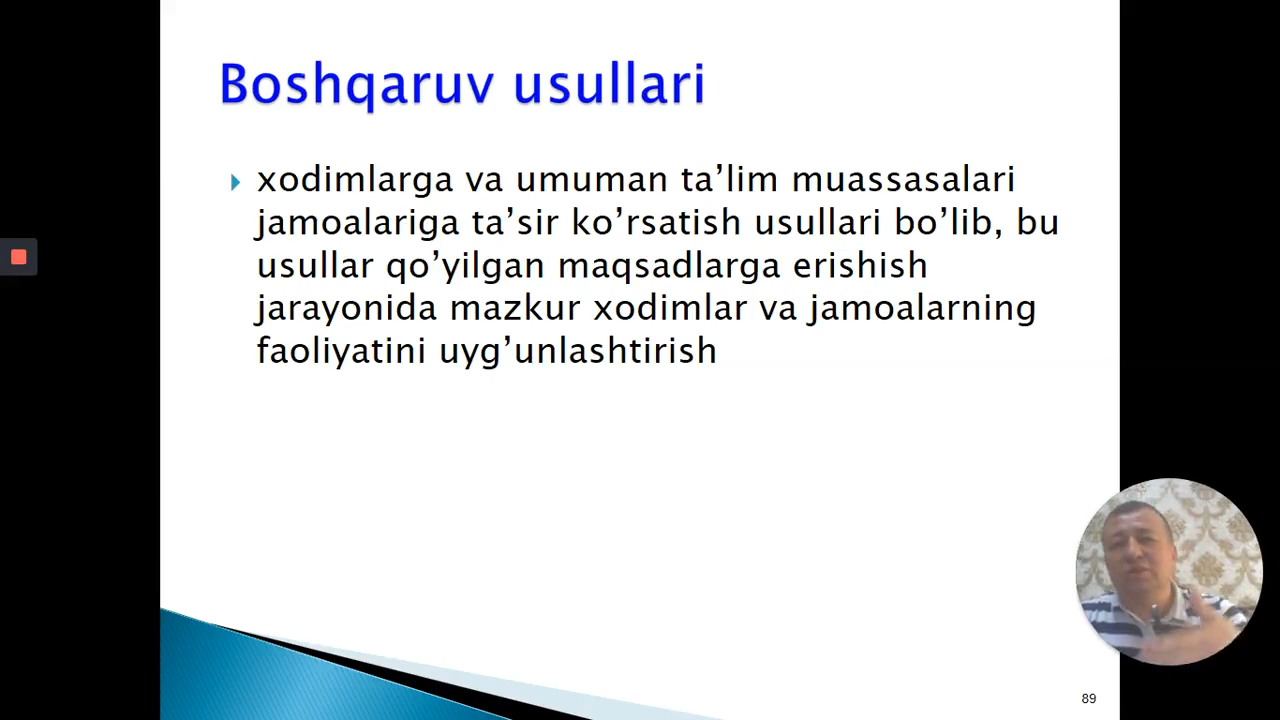 Boshqaruv usullari
xodimlarga va umuman ta’lim muassasalari
jamoalariga ta’sir ko’rsatish usullari bo’lib, bu
usullar qo’yilgan maqsadlarga erishish
jarayonida mazkur xodimlar va jamoalarning
faoliyatini uyg’unlashtirish
89